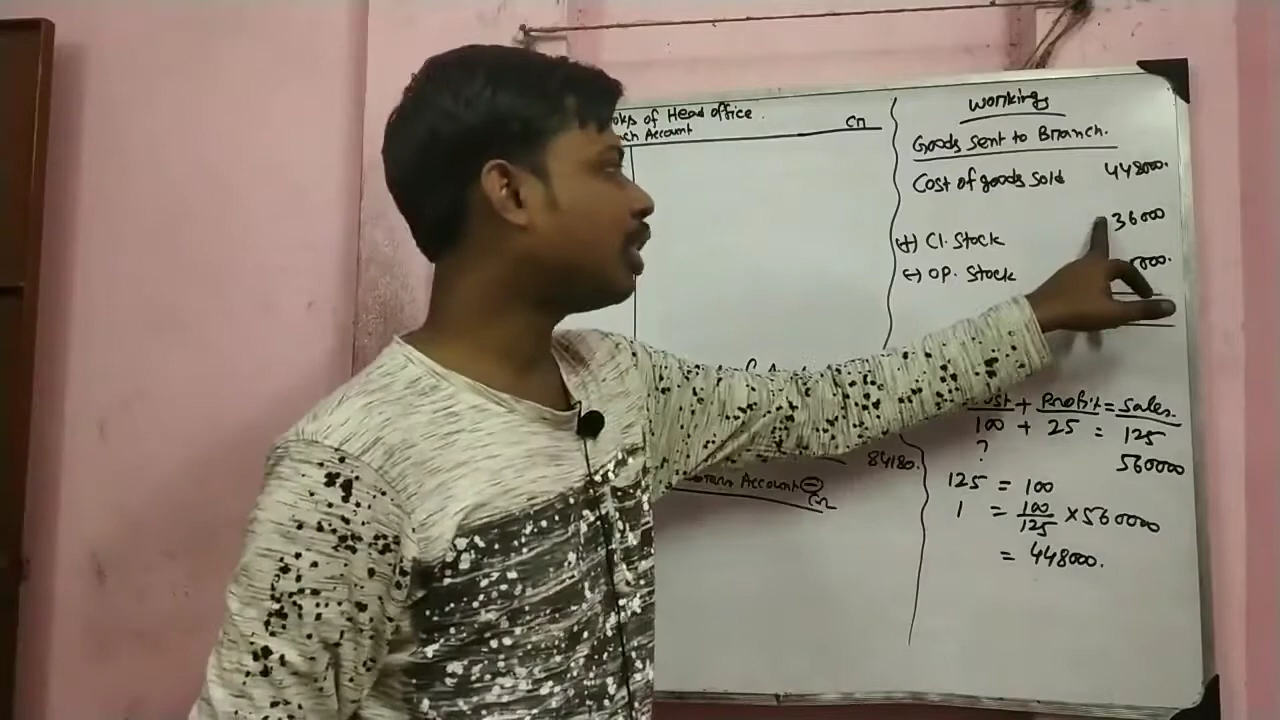 oks of Head office.
ch Account
Cr
84180.
Account (-)
Cr
Working
Goods Sent to Branch.
Cost of goods Sold 448000.
(+) Cl. Stock 36000
(-) OP. Stock 000.
st + Profit = Sales.
100 + 25 = 125
? 560000
125 = 100
1 = 100/125 × 560000
= 448000.